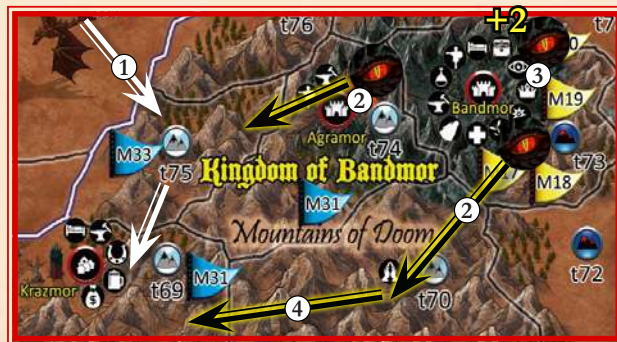 t76
+2
1
3
2
M19
Bandmor
Agramor
t74
t73
M33
t75
Kingdom of Bandmor
M18
M31
2
Mountains of Doom
t72
Krazmor
t69
M31
t70
4